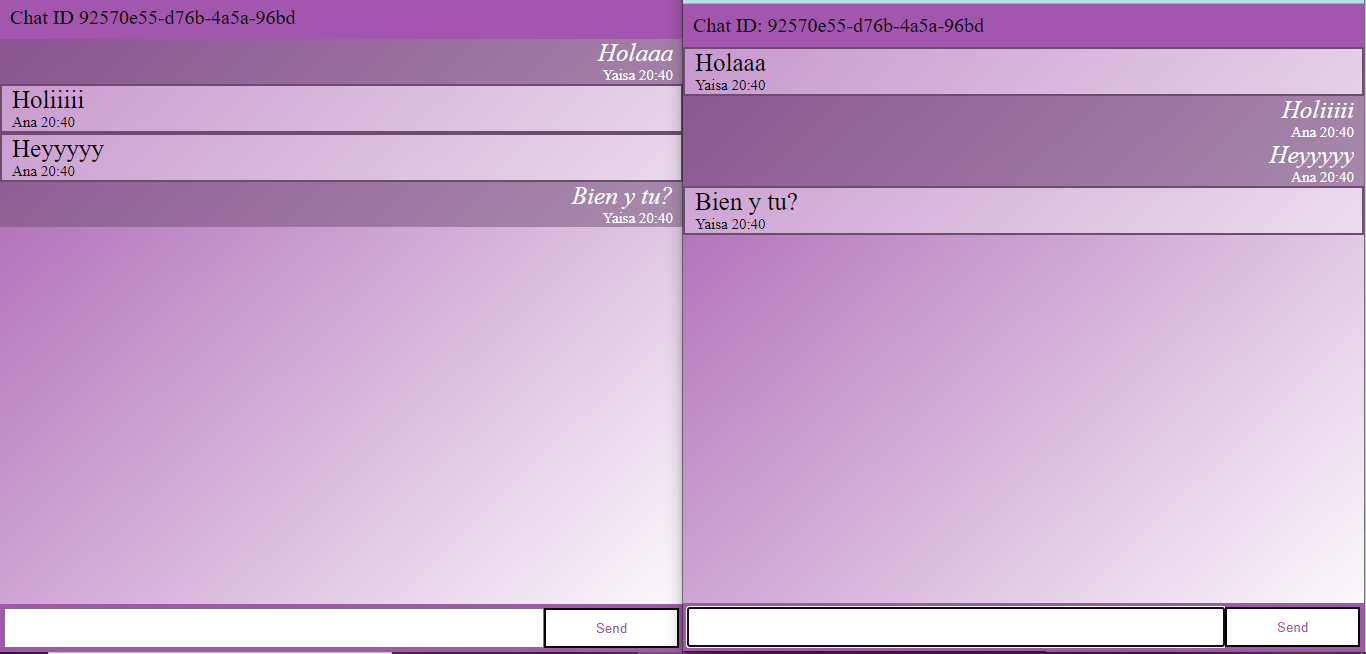 Chat ID 92570e55-d76b-4a5a-96bd
Holaaa
Yaisa 20:40
Holiiiii
Ana 20:40
Heyyyyy
Ana 20:40
Bien y tu?
Yaisa 20:40
Send
Chat ID: 92570e55-d76b-4a5a-96bd
Holaaa
Yaisa 20:40
Holiiiii
Ana 20:40
Heyyyyy
Ana 20:40
Bien y tu?
Yaisa 20:40
Send